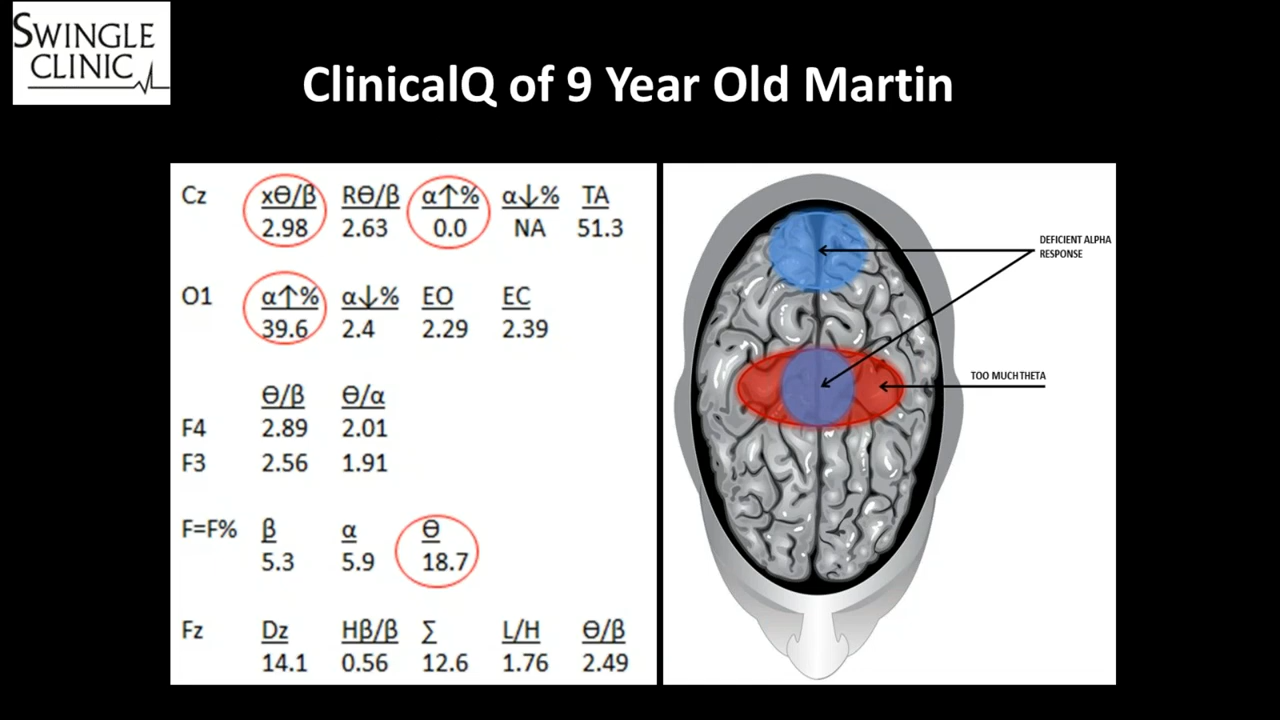 SWINGLE
CLINIC
ClinicalQ of 9 Year Old Martin
Cz xϴ/β Rϴ/β α↑% α↓% TA
2.98 2.63 0.0 NA 51.3
O1 α↑% α↓% EO EC
39.6 2.4 2.29 2.39
ϴ/β ϴ/α
F4 2.89 2.01
F3 2.56 1.91
F=F% β α ϴ
5.3 5.9 18.7
Fz Dz Hβ/β ∑ L/H ϴ/β
14.1 0.56 12.6 1.76 2.49
DEFICIENT ALPHA
RESPONSE
TOO MUCH THETA